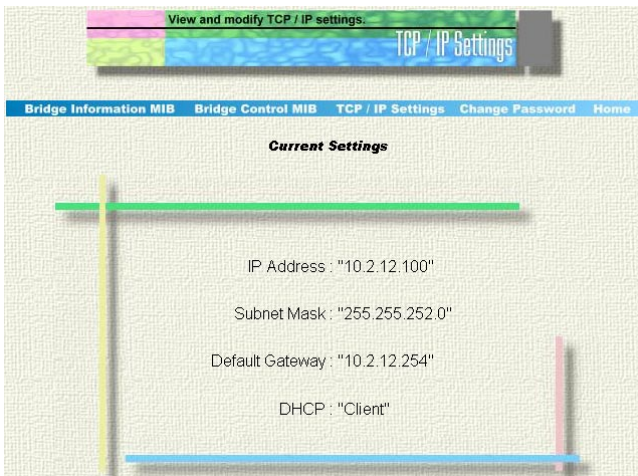 View and modify TCP / IP settings.
TCP / IP Settings
Bridge Information MIB Bridge Control MIB TCP / IP Settings Change Password Home
Current Settings
IP Address : "10.2.12.100"
Subnet Mask : "255.255.252.0"
Default Gateway : "10.2.12.254"
DHCP : "Client"